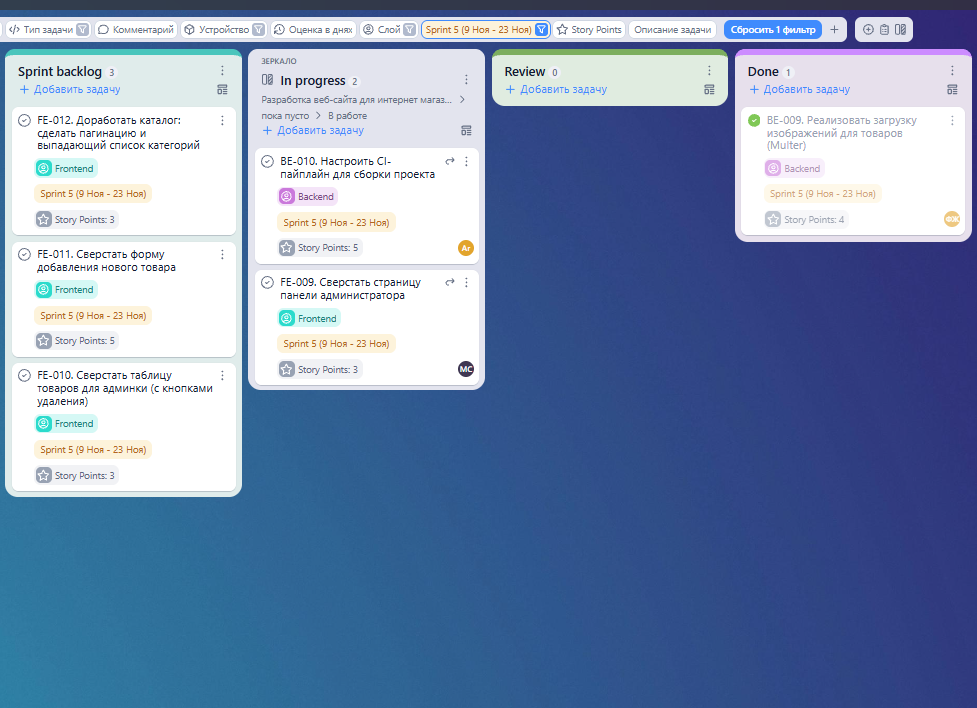 Тип задачи
Комментарий
Устройство
Оценка в днях
Слой
Sprint 5 (9 Ноя - 23 Ноя)
Story Points
Описание задачи
Сбросить 1 фильтр
Sprint backlog 3
Добавить задачу
FE-012. Доработать каталог:
сделать пагинацию и
выпадающий список категорий
Frontend
Sprint 5 (9 Ноя - 23 Ноя)
Story Points: 3
FE-011. Сверстать форму
добавления нового товара
Frontend
Sprint 5 (9 Ноя - 23 Ноя)
Story Points: 5
FE-010. Сверстать таблицу
товаров для админки (с кнопками
удаления)
Frontend
Sprint 5 (9 Ноя - 23 Ноя)
Story Points: 3
ЗЕРКАЛО
In progress 2
Разработка веб-сайта для интернет магаз...
пока пусто > В работе
Добавить задачу
BE-010. Настроить CI-
пайплайн для сборки проекта
Backend
Sprint 5 (9 Ноя - 23 Ноя)
Story Points: 5
Аг
FE-009. Сверстать страницу
панели администратора
Frontend
Sprint 5 (9 Ноя - 23 Ноя)
Story Points: 3
МС
Review 0
Добавить задачу
Done 1
Добавить задачу
BE-009. Реализовать загрузку
изображений для товаров
(Multer)
Backend
Sprint 5 (9 Ноя - 23 Ноя)
Story Points: 4